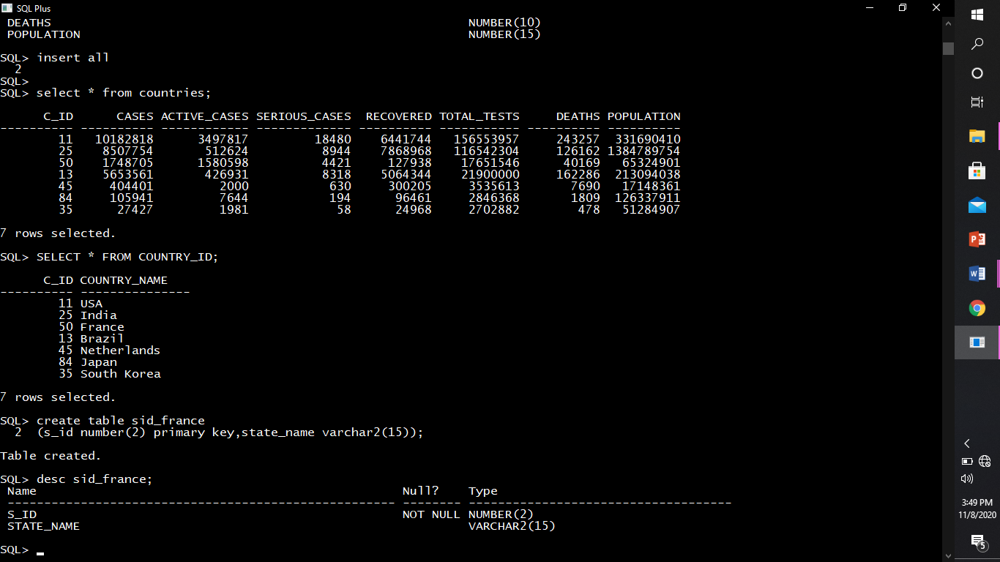 SQL Plus
DEATHS NUMBER(10)
POPULATION NUMBER(15)
SQL> insert all
2
SQL>
SQL> select * from countries;
C_ID CASES ACTIVE_CASES SERIOUS_CASES RECOVERED TOTAL_TESTS DEATHS POPULATION
---------- ---------- ------------ ------------- ---------- ----------- ---------- ----------
11 10182818 3497817 18480 6441744 156553957 243257 331690410
25 8507754 512624 8944 7868968 116542304 126162 1384789754
50 1748705 1580598 4421 127938 17651546 40169 65324901
13 5653561 426931 8318 5064344 21900000 162286 213094038
45 404401 2000 630 300205 3535613 7690 17148361
84 105941 7644 194 96461 2846368 1809 126337911
35 27427 1981 58 24968 2702882 478 51284907
7 rows selected.
SQL> SELECT * FROM COUNTRY_ID;
C_ID COUNTRY_NAME
---------- ---------------
11 USA
25 India
50 France
13 Brazil
45 Netherlands
84 Japan
35 South Korea
7 rows selected.
SQL> create table sid_france
2 (s_id number(2) primary key,state_name varchar2(15));
Table created.
SQL> desc sid_france;
Name Null? Type
----------------------------------------------------- -------- ------------------------------------
S_ID NOT NULL NUMBER(2)
STATE_NAME VARCHAR2(15)
SQL> _
3:49 PM
11/8/2020
5